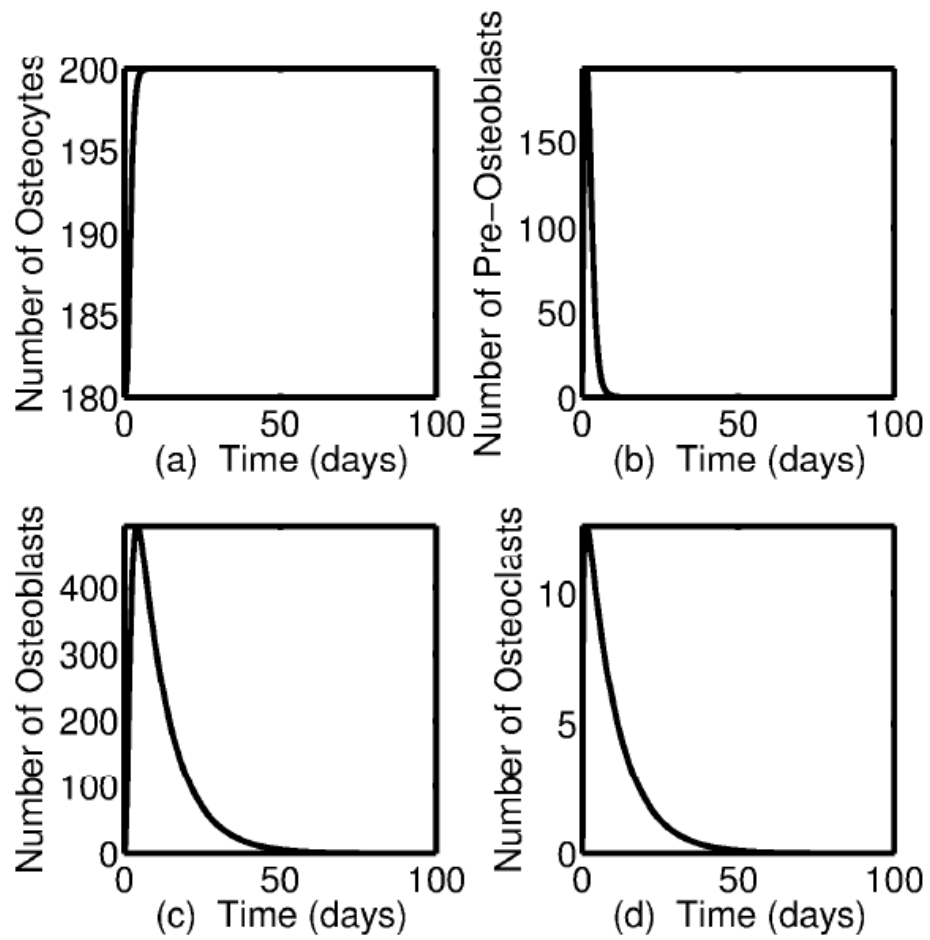 Number of Osteocytes
200
195
190
185
180
0 50 100
(a) Time (days)
Number of Pre-Osteoblasts
150
100
50
0
0 50 100
(b) Time (days)
Number of Osteoblasts
400
300
200
100
0
0 50 100
(c) Time (days)
Number of Osteoclasts
10
5
0
0 50 100
(d) Time (days)